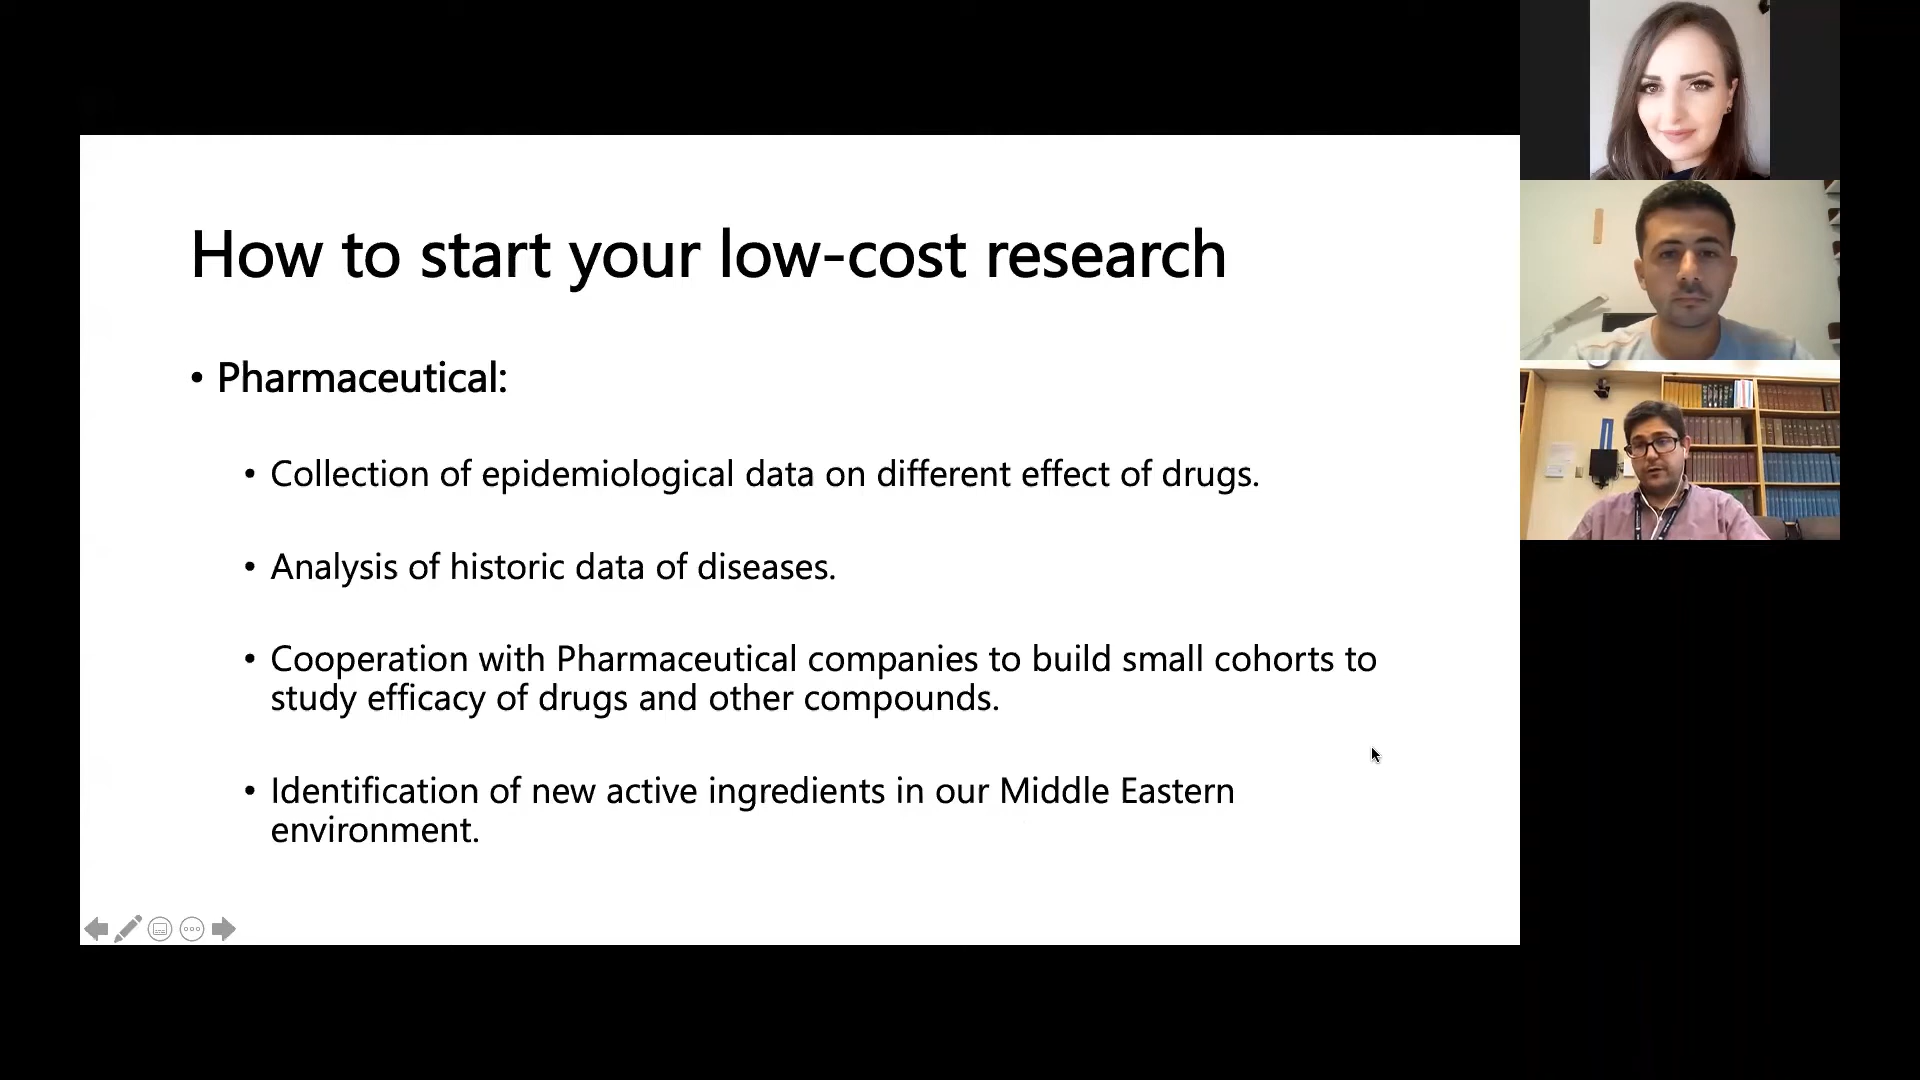 How to start your low-cost research
• Pharmaceutical:
• Collection of epidemiological data on different effect of drugs.
• Analysis of historic data of diseases.
• Cooperation with Pharmaceutical companies to build small cohorts to
study efficacy of drugs and other compounds.
• Identification of new active ingredients in our Middle Eastern
environment.